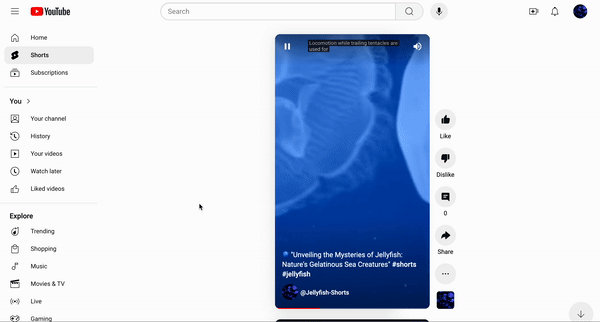 YouTube
Search
Home
Shorts
Subscriptions
You
Your channel
History
Your videos
Watch later
Liked videos
Explore
Trending
Shopping
Music
Movies & TV
Live
Gaming
Locomotion while trailing tentacles are
used for
"Unveiling the Mysteries of Jellyfish:
Nature's Gelatinous Sea Creatures" #shorts
#jellyfish
@Jellyfish-Shorts
Like
Dislike
0
Share